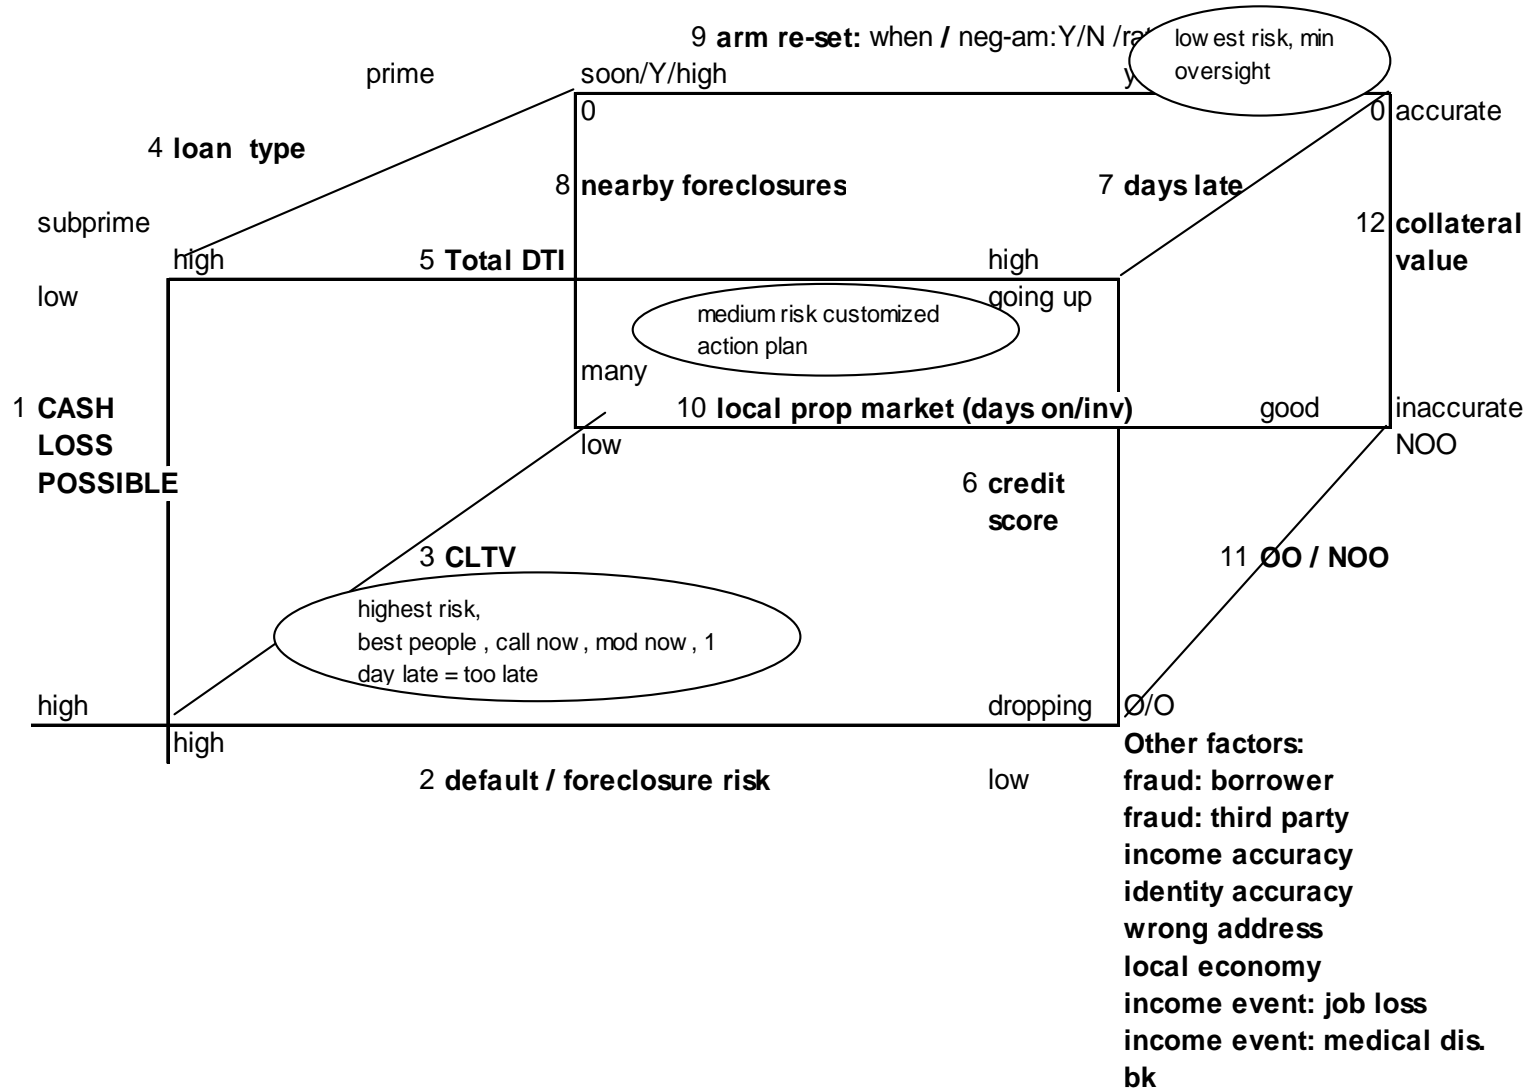 9 arm re-set: when / neg-am:Y/N /
lowest risk, min
oversight
prime
soon/Y/high
0
0 accurate
4 loan type
8 nearby foreclosures
7 days late
subprime
12 collateral
value
high
5 Total DTI
high
low
going up
medium risk customized
action plan
many
1 CASH
LOSS
POSSIBLE
10 local prop market (days on/inv)
good
inaccurate
low
NOO
6 credit
score
3 CLTV
11 OO / NOO
highest risk,
best people , call now , mod now , 1
day late = too late
high
dropping
O/O
high
Other factors:
2 default / foreclosure risk
low
fraud: borrower
fraud: third party
income accuracy
identity accuracy
wrong address
local economy
income event: job loss
income event: medical dis.
bk